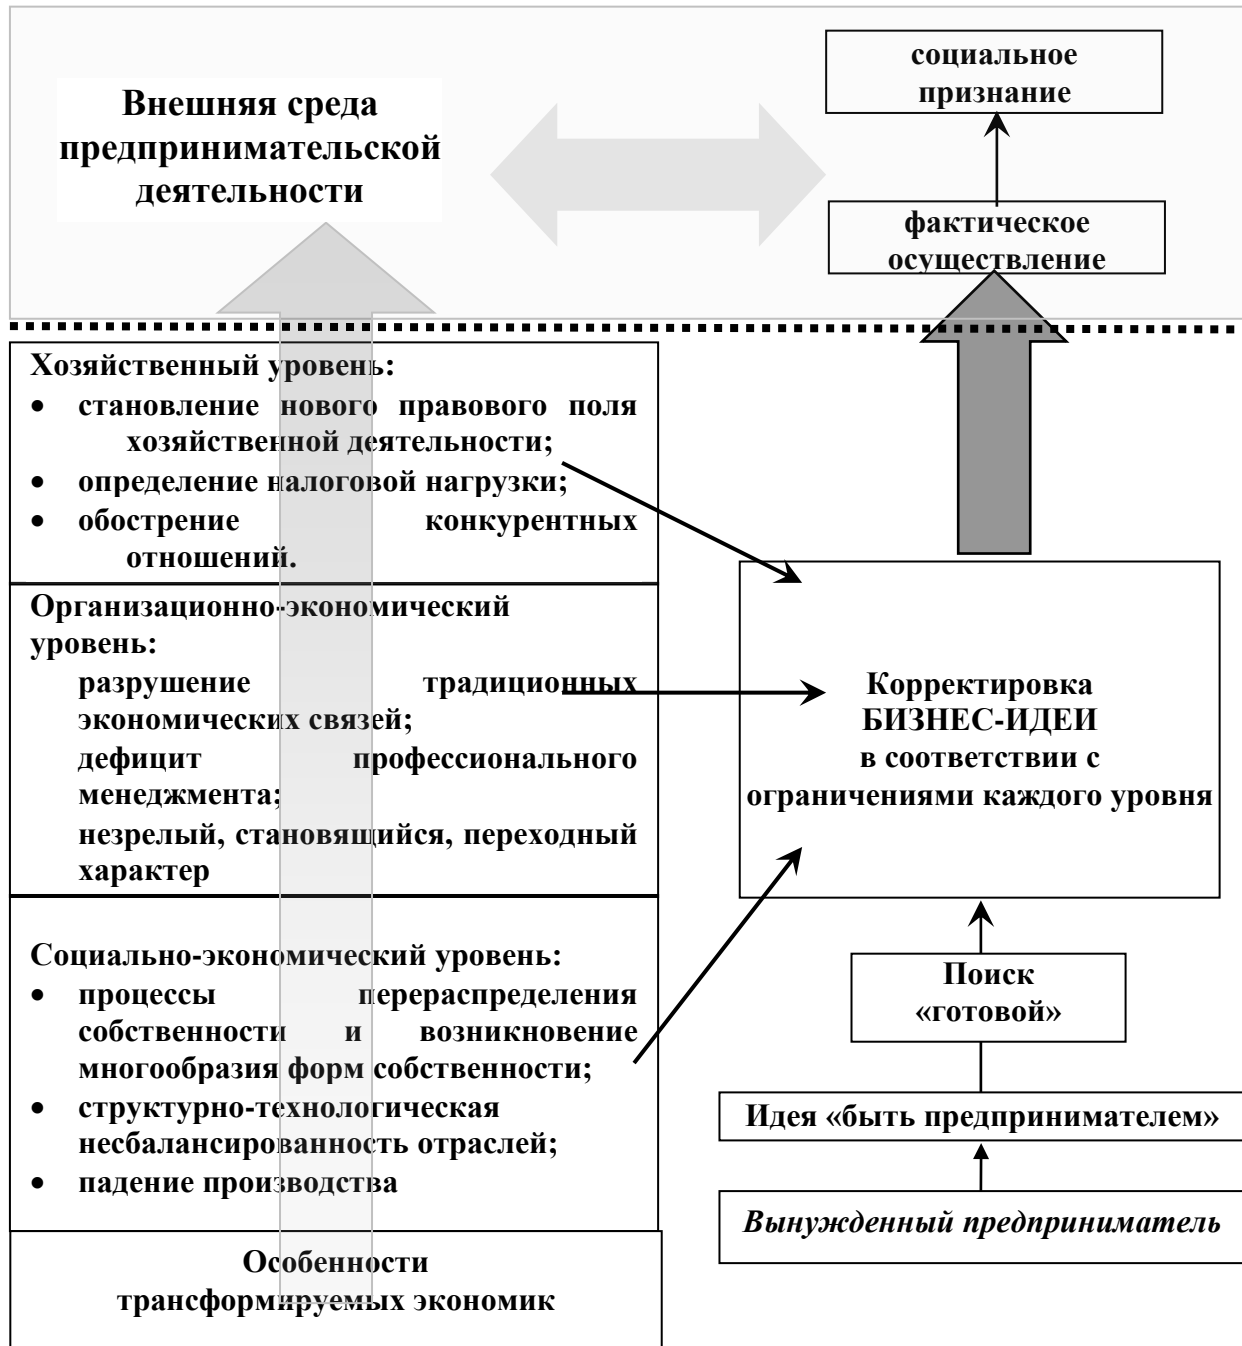 Внешняя среда
предпринимательской
деятельности
социальное
признание
фактическое
осуществление
Хозяйственный уровень:
• становление нового правового поля
хозяйственной деятельности;
• определение налоговой нагрузки;
• обострение конкурентных
отношений.
Организационно-экономический
уровень:
разрушение традиционных
экономических связей;
дефицит профессионального
менеджмента;
незрелый, становящийся, переходный
характер
Социально-экономический уровень:
• процессы перераспределения
собственности и возникновение
многообразия форм собственности;
• структурно-технологическая
несбалансированность отраслей;
• падение производства
Особенности
трансформируемых экономик
Корректировка
БИЗНЕС-ИДЕИ
в соответствии с
ограничениями каждого уровня
Поиск
«готовой»
Идея «быть предпринимателем»
Вынужденный предприниматель